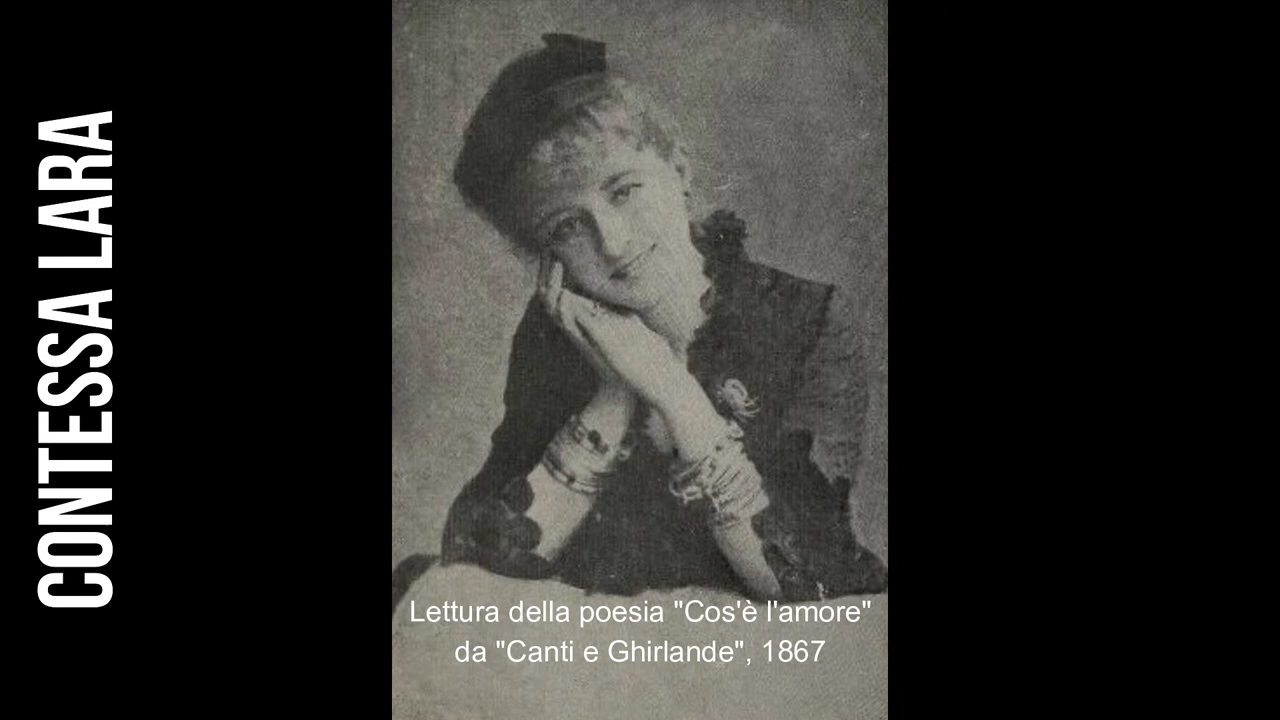 CONTESSA LARA
Lettura della poesia "Cos'è l'amore"
da "Canti e Ghirlande", 1867